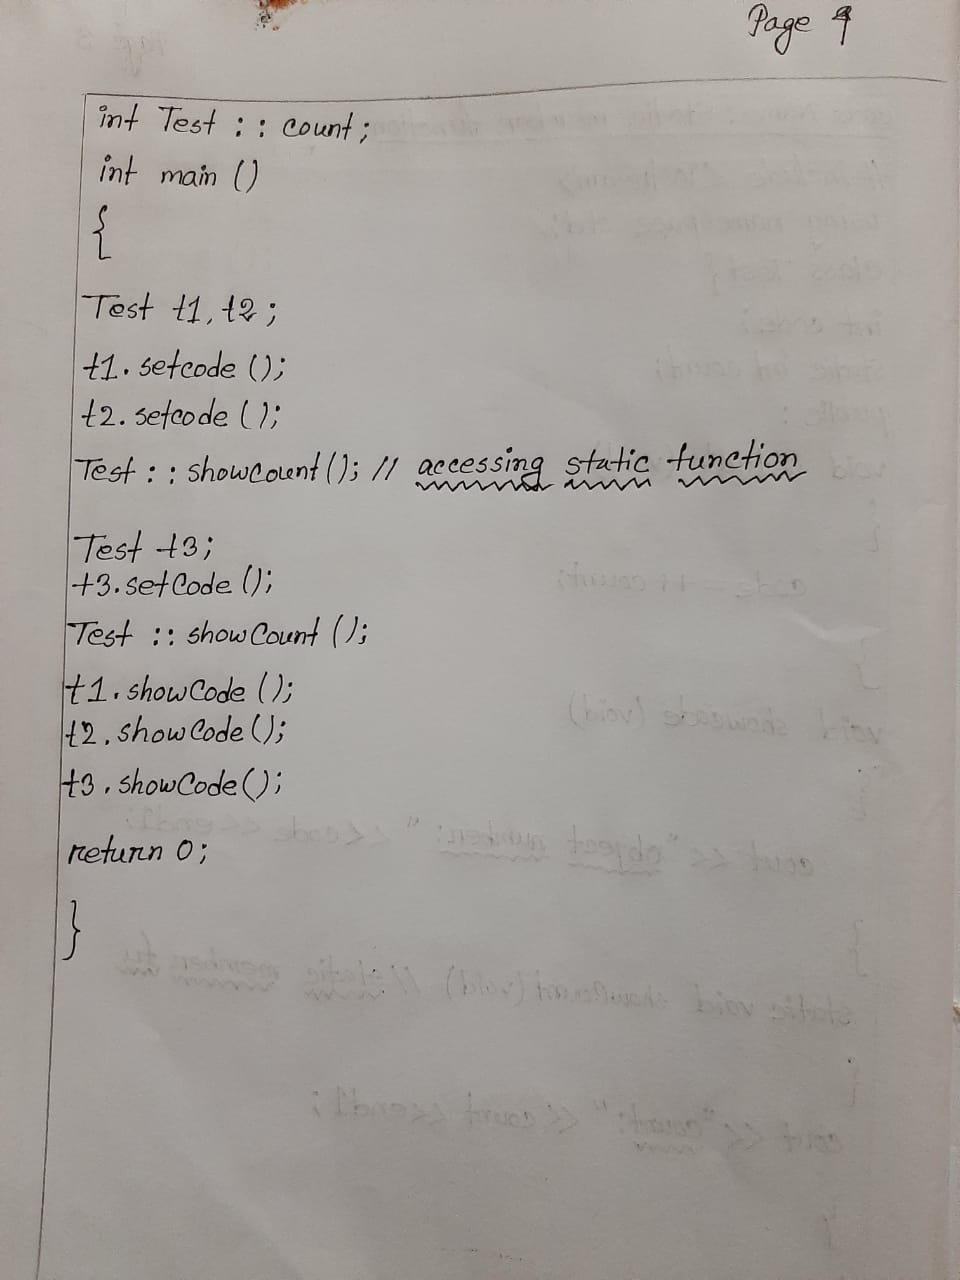 Page 4
int Test :: count;
int main ()
{
Test t1, t2;
t1. setcode ();
t2. setcode ();
Test :: showcount(); // accessing static function
Test t3;
t3. setCode ();
Test :: showCount ();
t1. showCode ();
t2. showCode ();
t3. showCode ();
return 0;
}